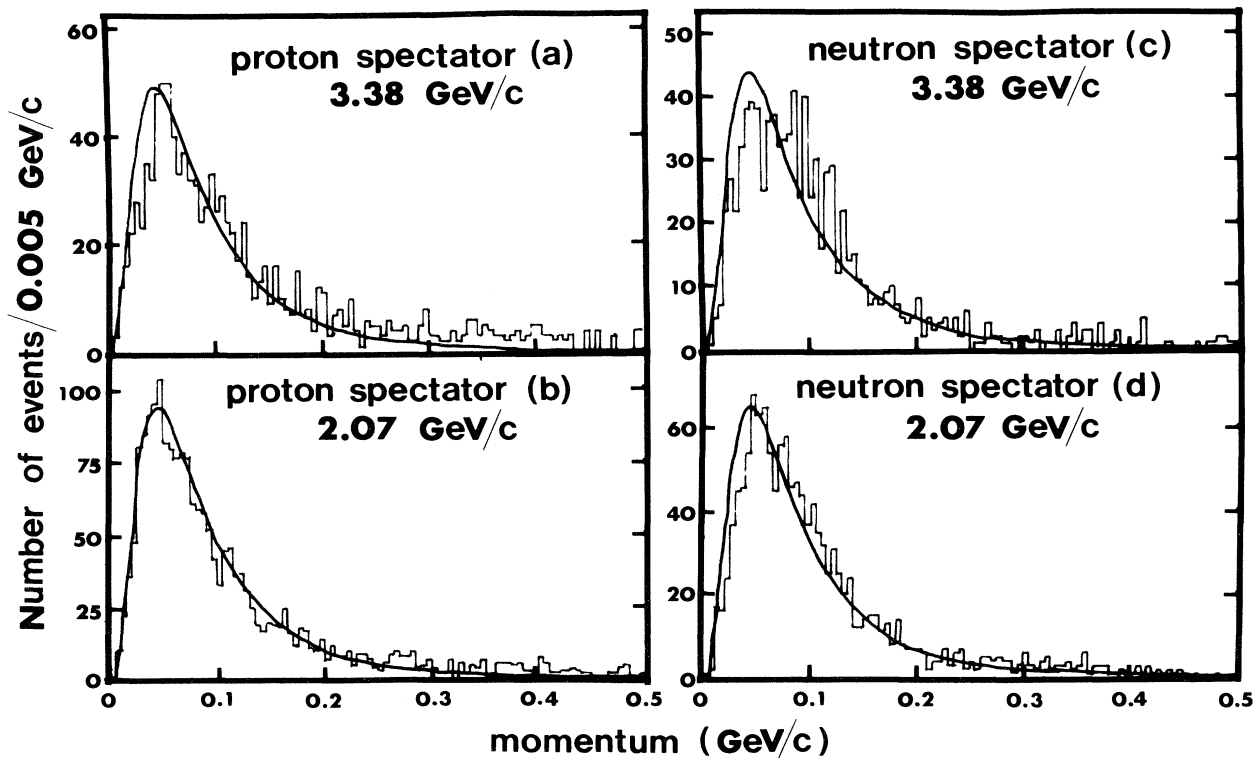 Number of events/0.005 GeV/c
60
40
20
0
proton spectator (a)
3.38 GeV/c
50
40
30
20
10
0
neutron spectator (c)
3.38 GeV/c
100
75
50
25
0
proton spectator (b)
2.07 GeV/c
0 0.1 0.2 0.3 0.4 0.5
60
40
20
0
neutron spectator (d)
2.07 GeV/c
0 0.1 0.2 0.3 0.4 0.5
momentum (GeV/c)